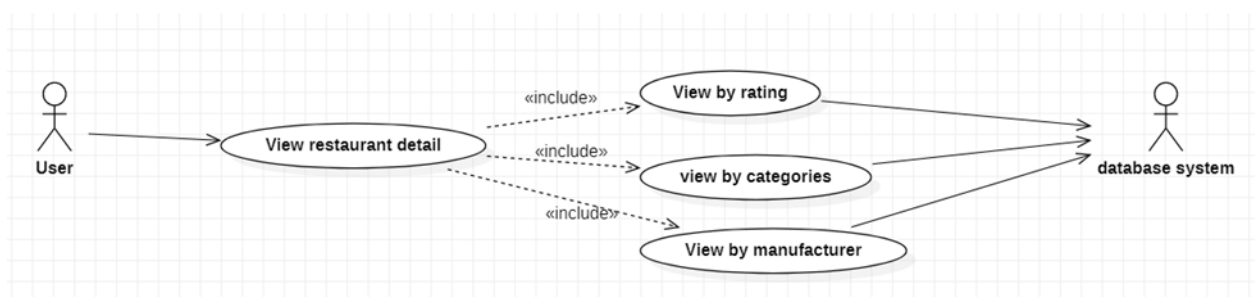 «include»
View by rating
User
View restaurant detail
«include»
view by categories
database system
«include»
View by manufacturer